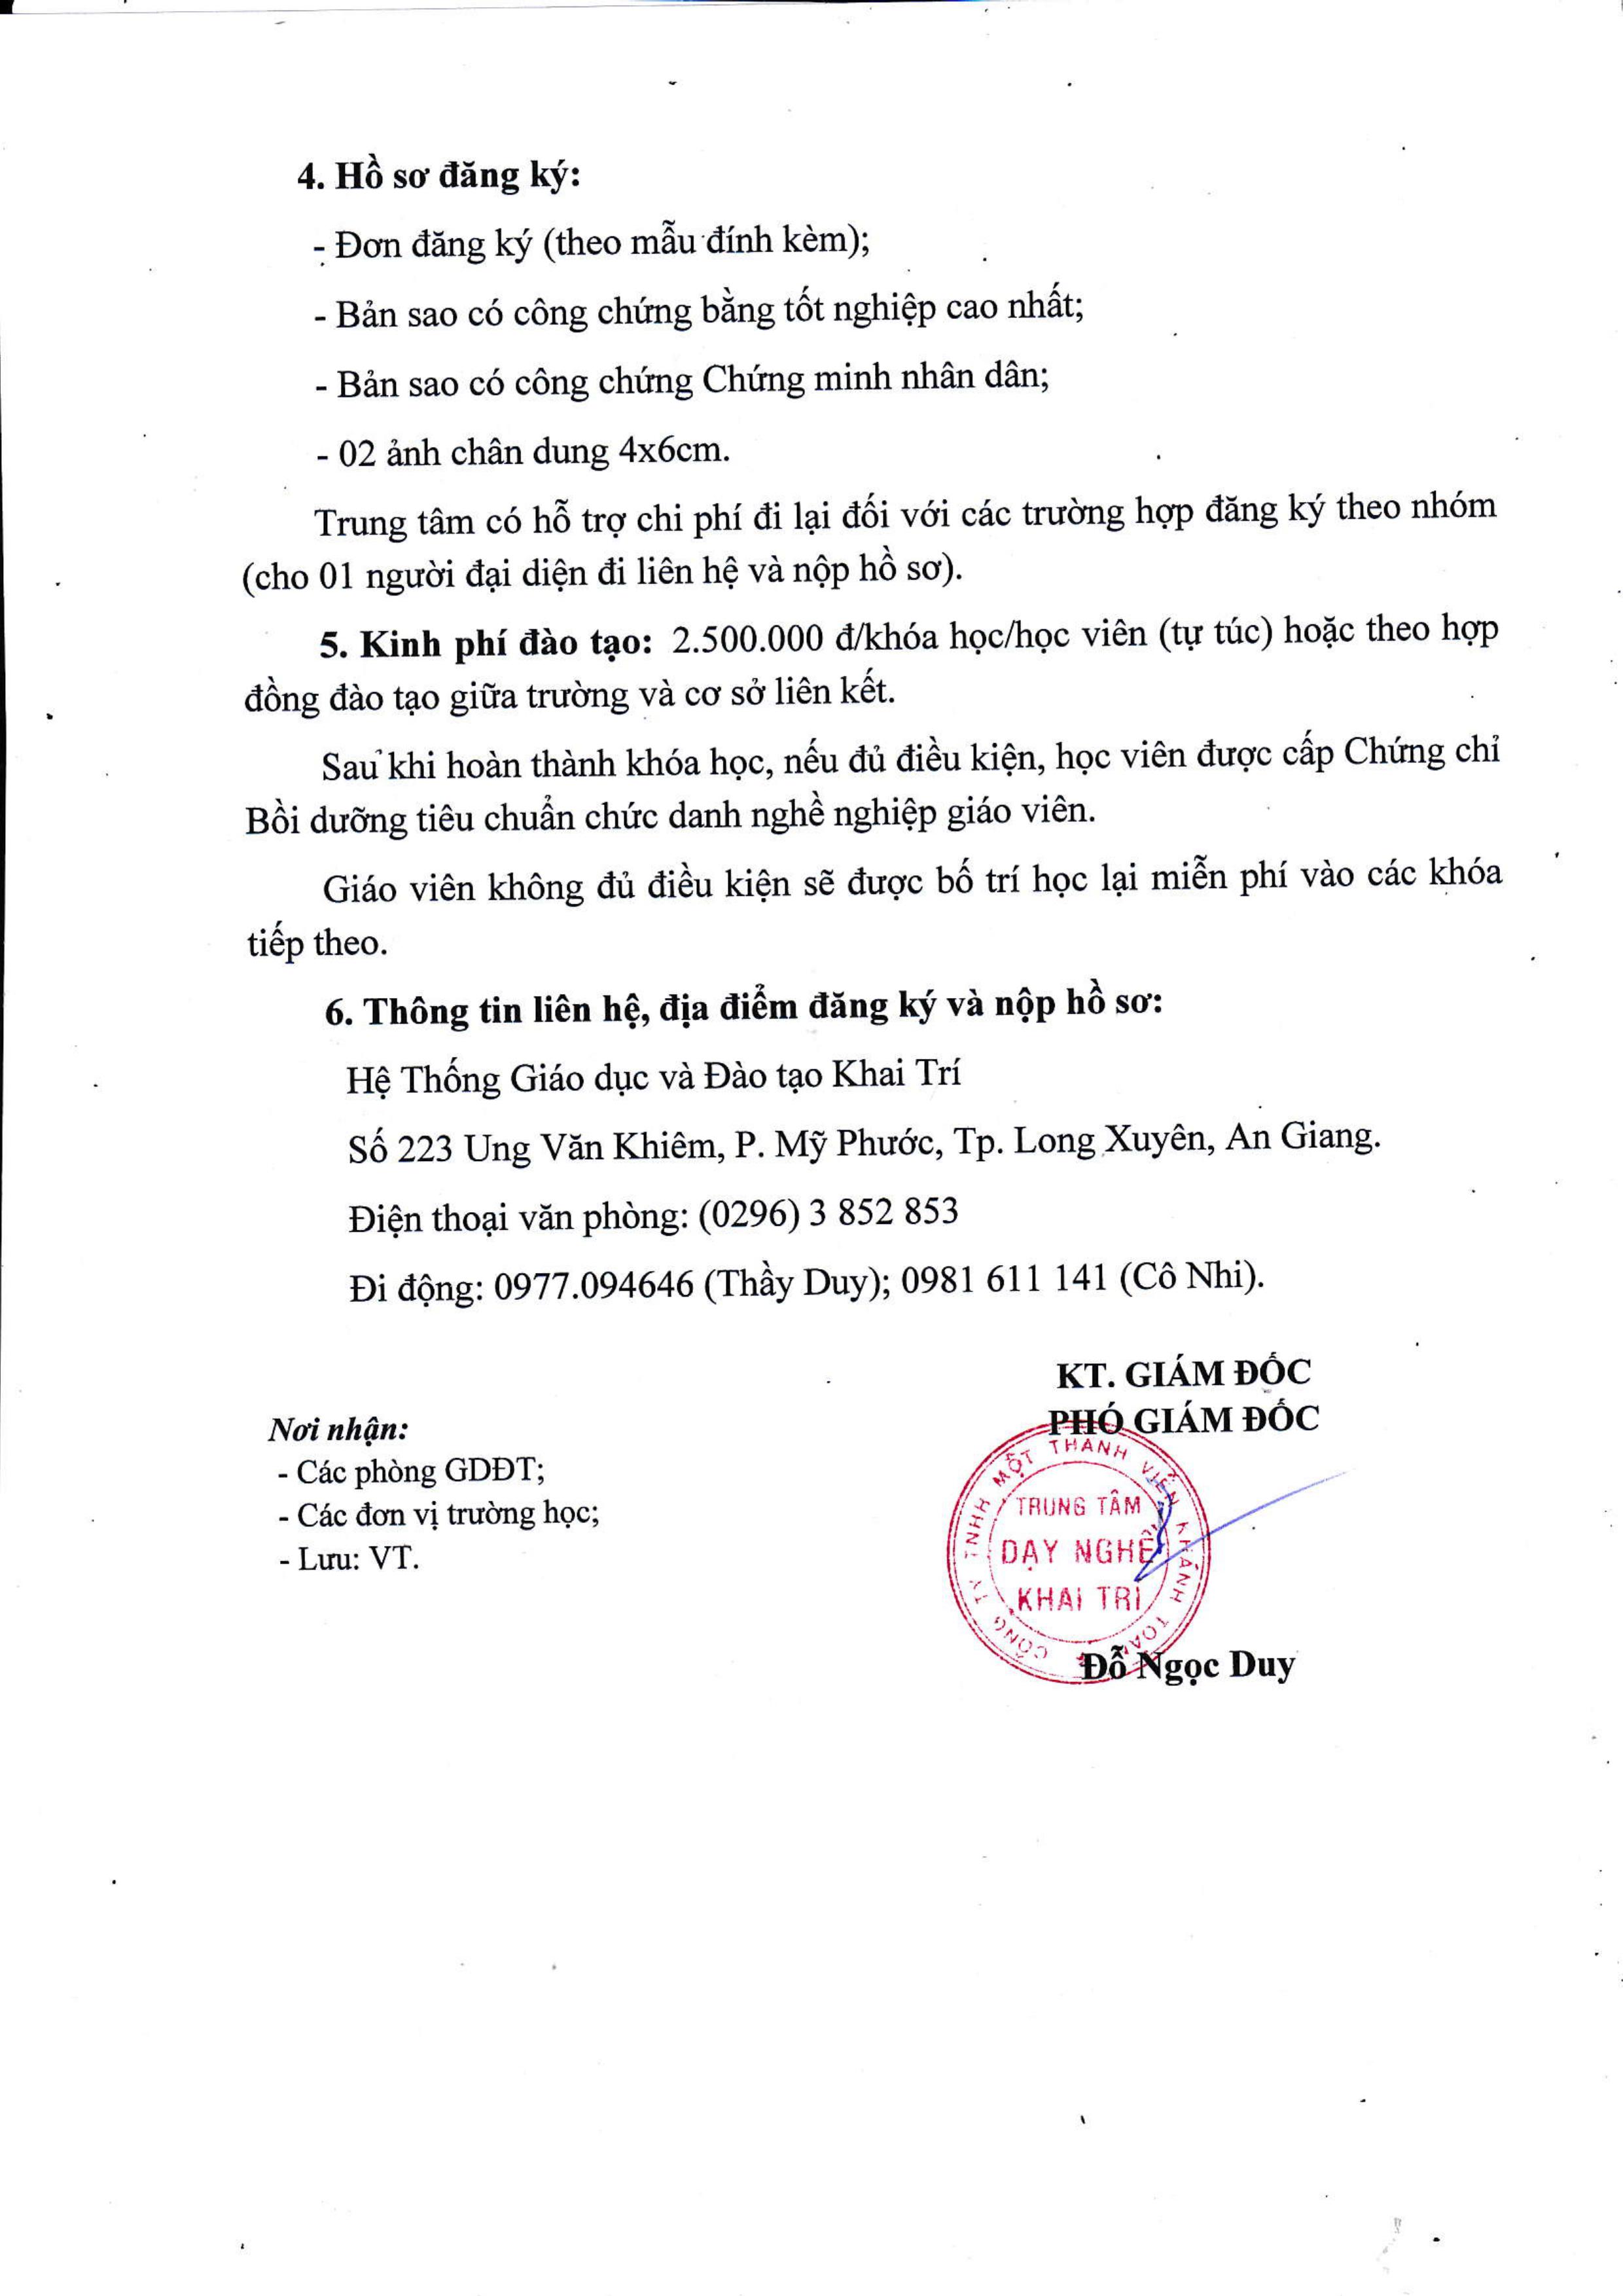 4. Hồ sơ đăng ký:
- Đơn đăng ký (theo mẫu đính kèm);
- Bản sao có công chứng bằng tốt nghiệp cao nhất;
- Bản sao có công chứng Chứng minh nhân dân;
- 02 ảnh chân dung 4x6cm.
Trung tâm có hỗ trợ chi phí đi lại đối với các trường hợp đăng ký theo nhóm
(cho 01 người đại diện đi liên hệ và nộp hồ sơ).
5. Kinh phí đào tạo: 2.500.000 đ/khóa học/học viên (tự túc) hoặc theo hợp
đồng đào tạo giữa trường và cơ sở liên kết.
Sau khi hoàn thành khóa học, nếu đủ điều kiện, học viên được cấp Chứng chỉ
Bồi dưỡng tiêu chuẩn chức danh nghề nghiệp giáo viên.
Giáo viên không đủ điều kiện sẽ được bố trí học lại miễn phí vào các khóa
tiếp theo.
6. Thông tin liên hệ, địa điểm đăng ký và nộp hồ sơ:
Hệ Thống Giáo dục và Đào tạo Khai Trí
Số 223 Ung Văn Khiêm, P. Mỹ Phước, Tp. Long Xuyên, An Giang.
Điện thoại văn phòng: (0296) 3 852 853
Đi động: 0977.094646 (Thầy Duy); 0981 611 141 (Cô Nhi).
KT. GIÁM ĐỐC
PHÓ GIÁM ĐỐC
Nơi nhận:
- Các phòng GDĐT;
- Các đơn vị trường học;
- Lưu: VT.
CÔNG TY TNHH MỘT THÀNH VIÊN KHÁNH TOÀN
TRUNG TÂM
DẠY NGHỀ
KHAI TRÍ
Đỗ Ngọc Duy